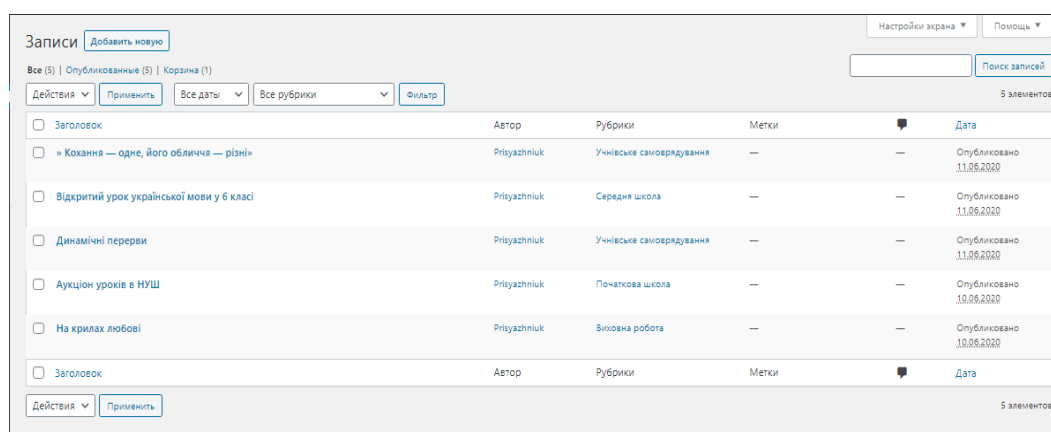 Настройки экрана ▼ Помощь ▼
Записи Добавить новую
Все (5) | Опубликованные (5) | Корзина (1)
Поиск записей
Действия Применить Все даты Все рубрики Фильтр 5 элементов
Заголовок Автор Рубрики Метки Дата
» Кохання — одне, його обличчя — різні» Prisyazhniuk Учнівське самоврядування — — Опубликовано
11.06.2020
Відкритий урок української мови у 6 класі Prisyazhniuk Середня школа — — Опубликовано
11.06.2020
Динамічні перерви Prisyazhniuk Учнівське самоврядування — — Опубликовано
11.06.2020
Аукціон уроків в НУШ Prisyazhniuk Початкова школа — — Опубликовано
10.06.2020
На крилах любові Prisyazhniuk Виховна робота — — Опубликовано
10.06.2020
Заголовок Автор Рубрики Метки Дата
Действия Применить 5 элементов